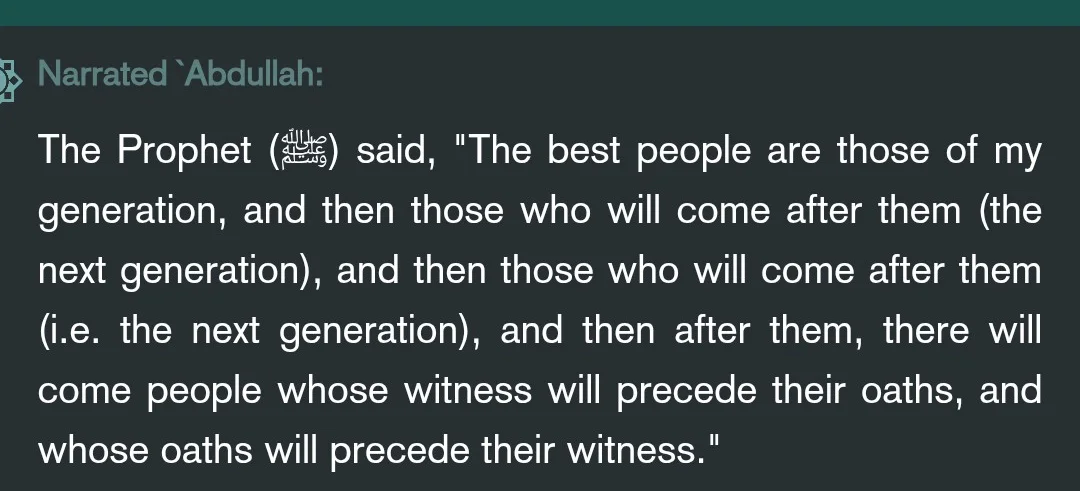 Narrated `Abdullah:
The Prophet (ﷺ) said, "The best people are those of my
generation, and then those who will come after them (the
next generation), and then those who will come after them
(i.e. the next generation), and then after them, there will
come people whose witness will precede their oaths, and
whose oaths will precede their witness."